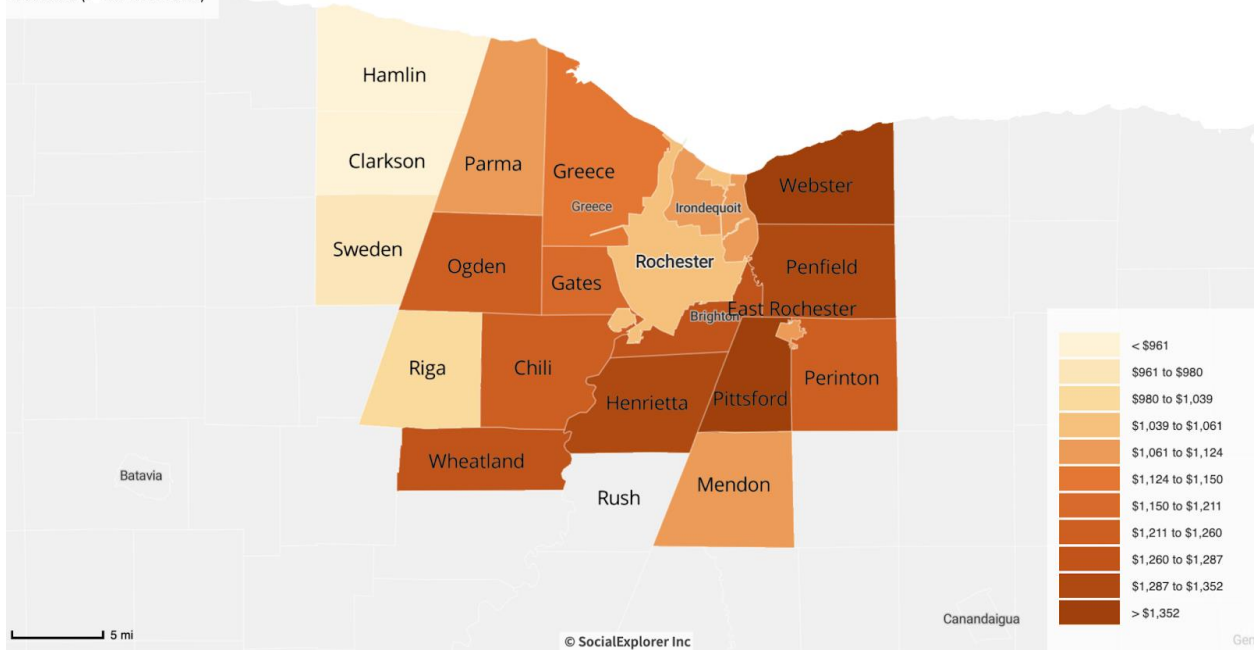 Hamlin
Clarkson
Parma
Greece
Greece
Irondequoit
Webster
Sweden
Ogden
Gates
Rochester
Penfield
East Rochester
Brighton
Riga
Chili
Henrietta
Pittsford
Perinton
Wheatland
Rush
Mendon
Batavia
Canandaigua
< $961
$961 to $980
$980 to $1,039
$1,039 to $1,061
$1,061 to $1,124
$1,124 to $1,150
$1,150 to $1,211
$1,211 to $1,260
$1,260 to $1,287
$1,287 to $1,352
> $1,352
5 mi
© SocialExplorer Inc